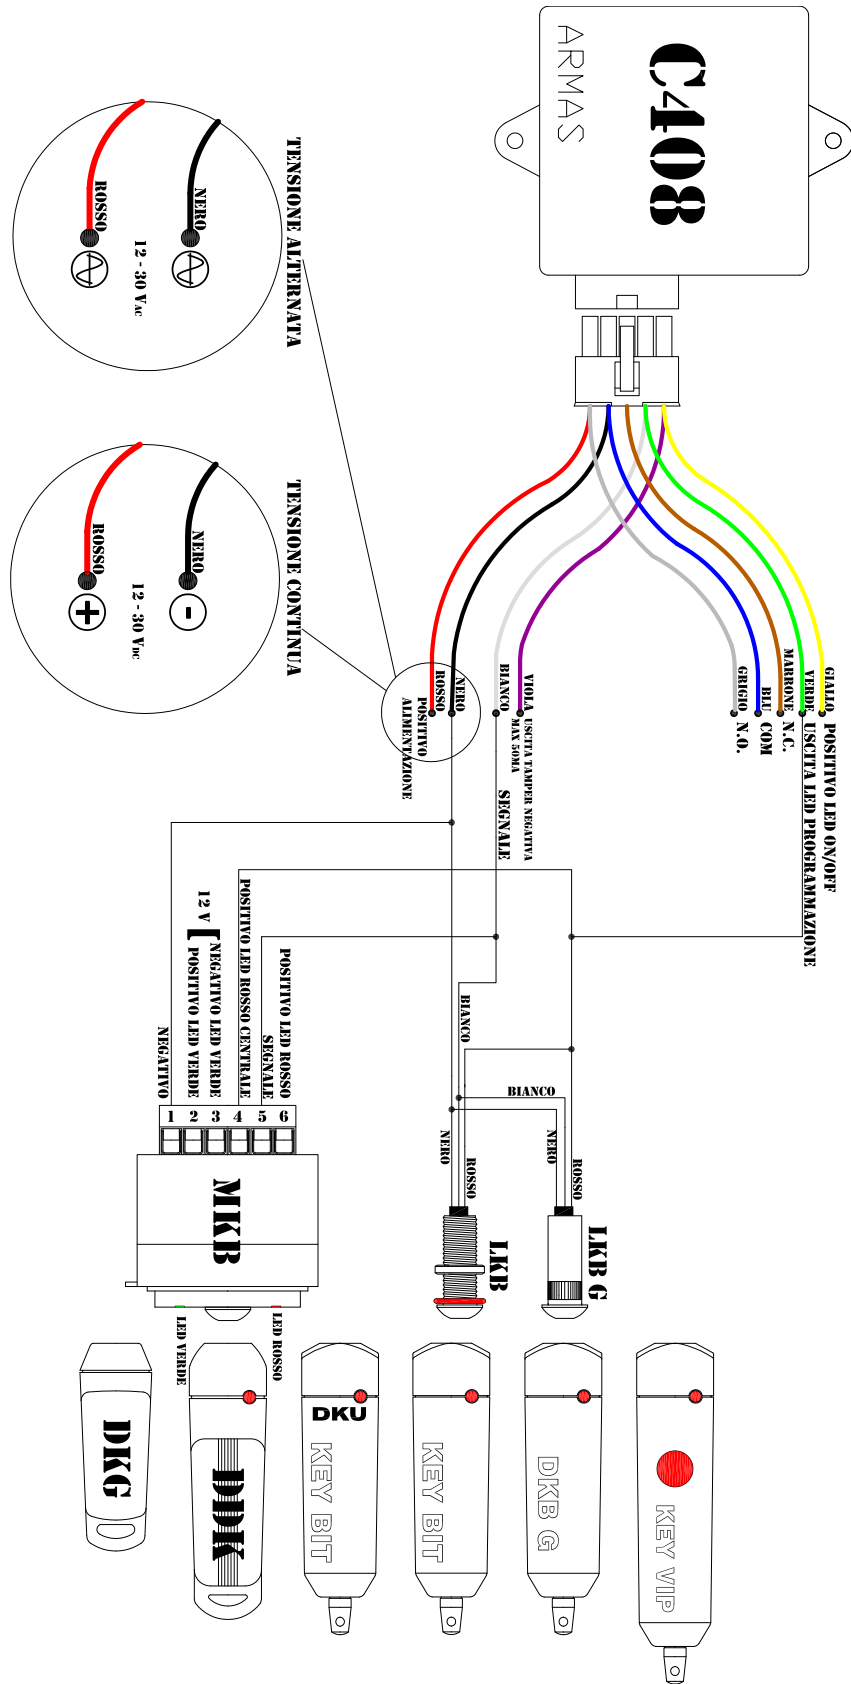 C408
ARMAS
TENSIONE ALTERNATA
NERO
ROSSO
12 - 30 VAC
TENSIONE CONTINUA
NERO
ROSSO
12 - 30 VDC
+
-
GIALLO POSITIVO LED ON/OFF
VERDE USCITA LED PROGRAMMAZIONE
MARRONE N.C.
BLU COM
GRIGIO N.O.
VIOLA USCITA TAMPER NEGATIVA
MAX 50MA
BIANCO SEGNALE
NERO
ROSSO POSITIVO
ALIMENTAZIONE
POSITIVO LED ROSSO 6
SEGNALE 5
POSITIVO LED ROSSO CENTRALE 4
12 V [ NEGATIVO LED VERDE 3
POSITIVO LED VERDE 2
NEGATIVO 1
MKB
LED ROSSO
LED VERDE
BIANCO
BIANCO
ROSSO
NERO
LKB
ROSSO
NERO
LKB G
KEY VIP
DKB G
KEY BIT
DKU
KEY BIT
DDK
DKG